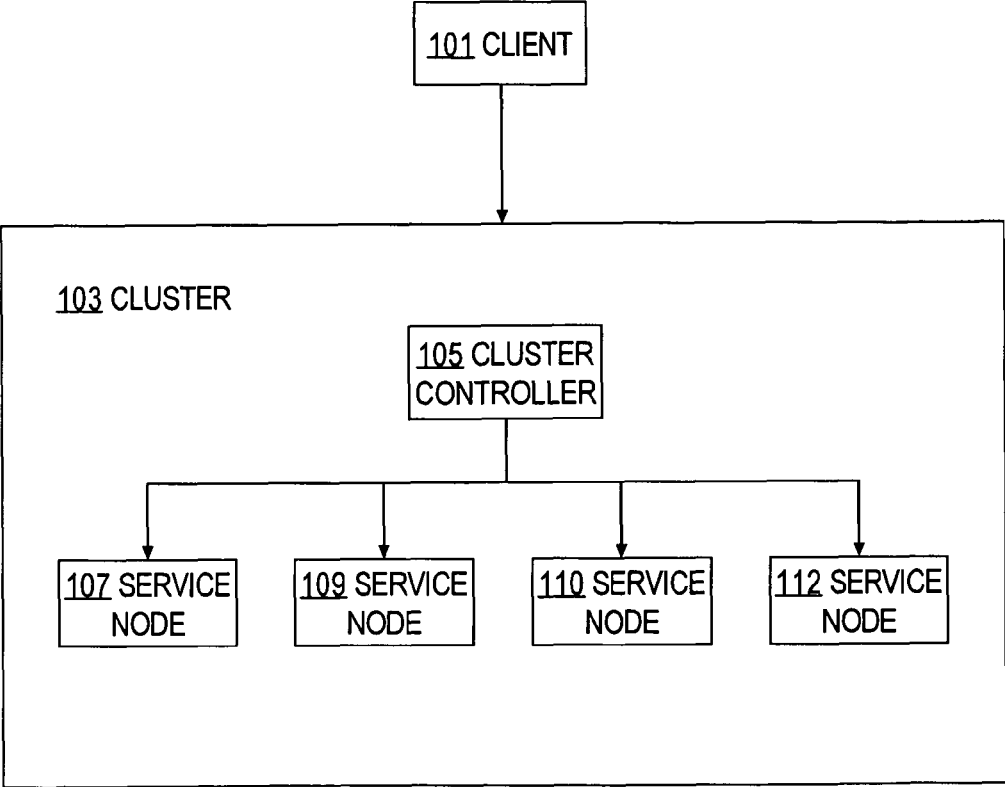 101 CLIENT
103 CLUSTER
105 CLUSTER
CONTROLLER
107 SERVICE
NODE
109 SERVICE
NODE
110 SERVICE
NODE
112 SERVICE
NODE